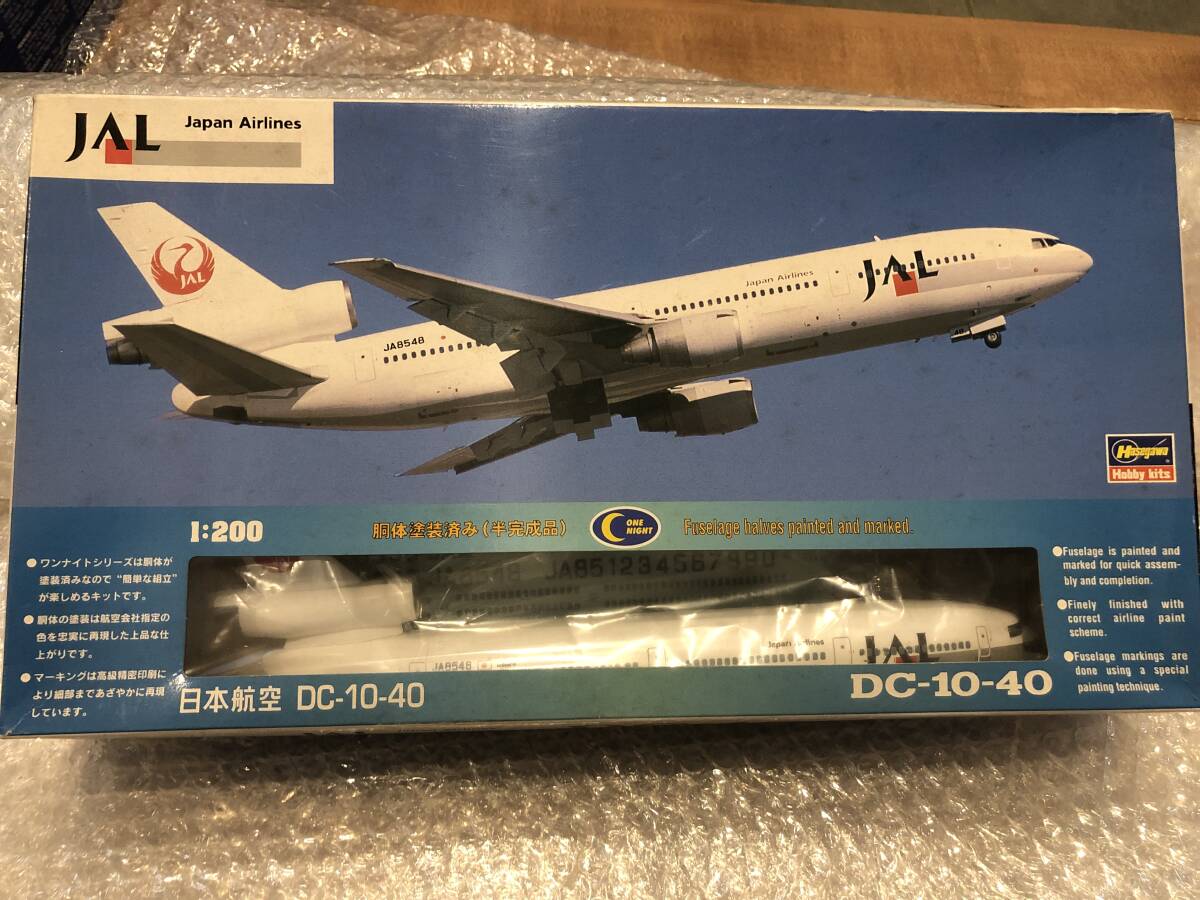 JAL
Japan Airlines
JAL
Japan Airlines
JAL
JA8548
40
Hasegawa
Hobby kits
1:200
胴体塗装済み(半完成品)
ONE
NIGHT
Fuselage halves painted and marked.
●ワンナイトシリーズは胴体が
塗装済みなので“簡単な組立”
が楽しめるキットです。
●胴体の塗装は航空会社指定の
色を忠実に再現した上品な仕
上がりです。
●マーキングは高級精密印刷に
より細部まであざやかに再現
しています。
JA8548
Japan Airlines
JAL
●Fuselage is painted and
marked for quick assem-
bly and completion.
●Finely finished with
correct airline paint
scheme.
●Fuselage markings are
done using a special
painting technique.
日本航空 DC-10-40
DC-10-40